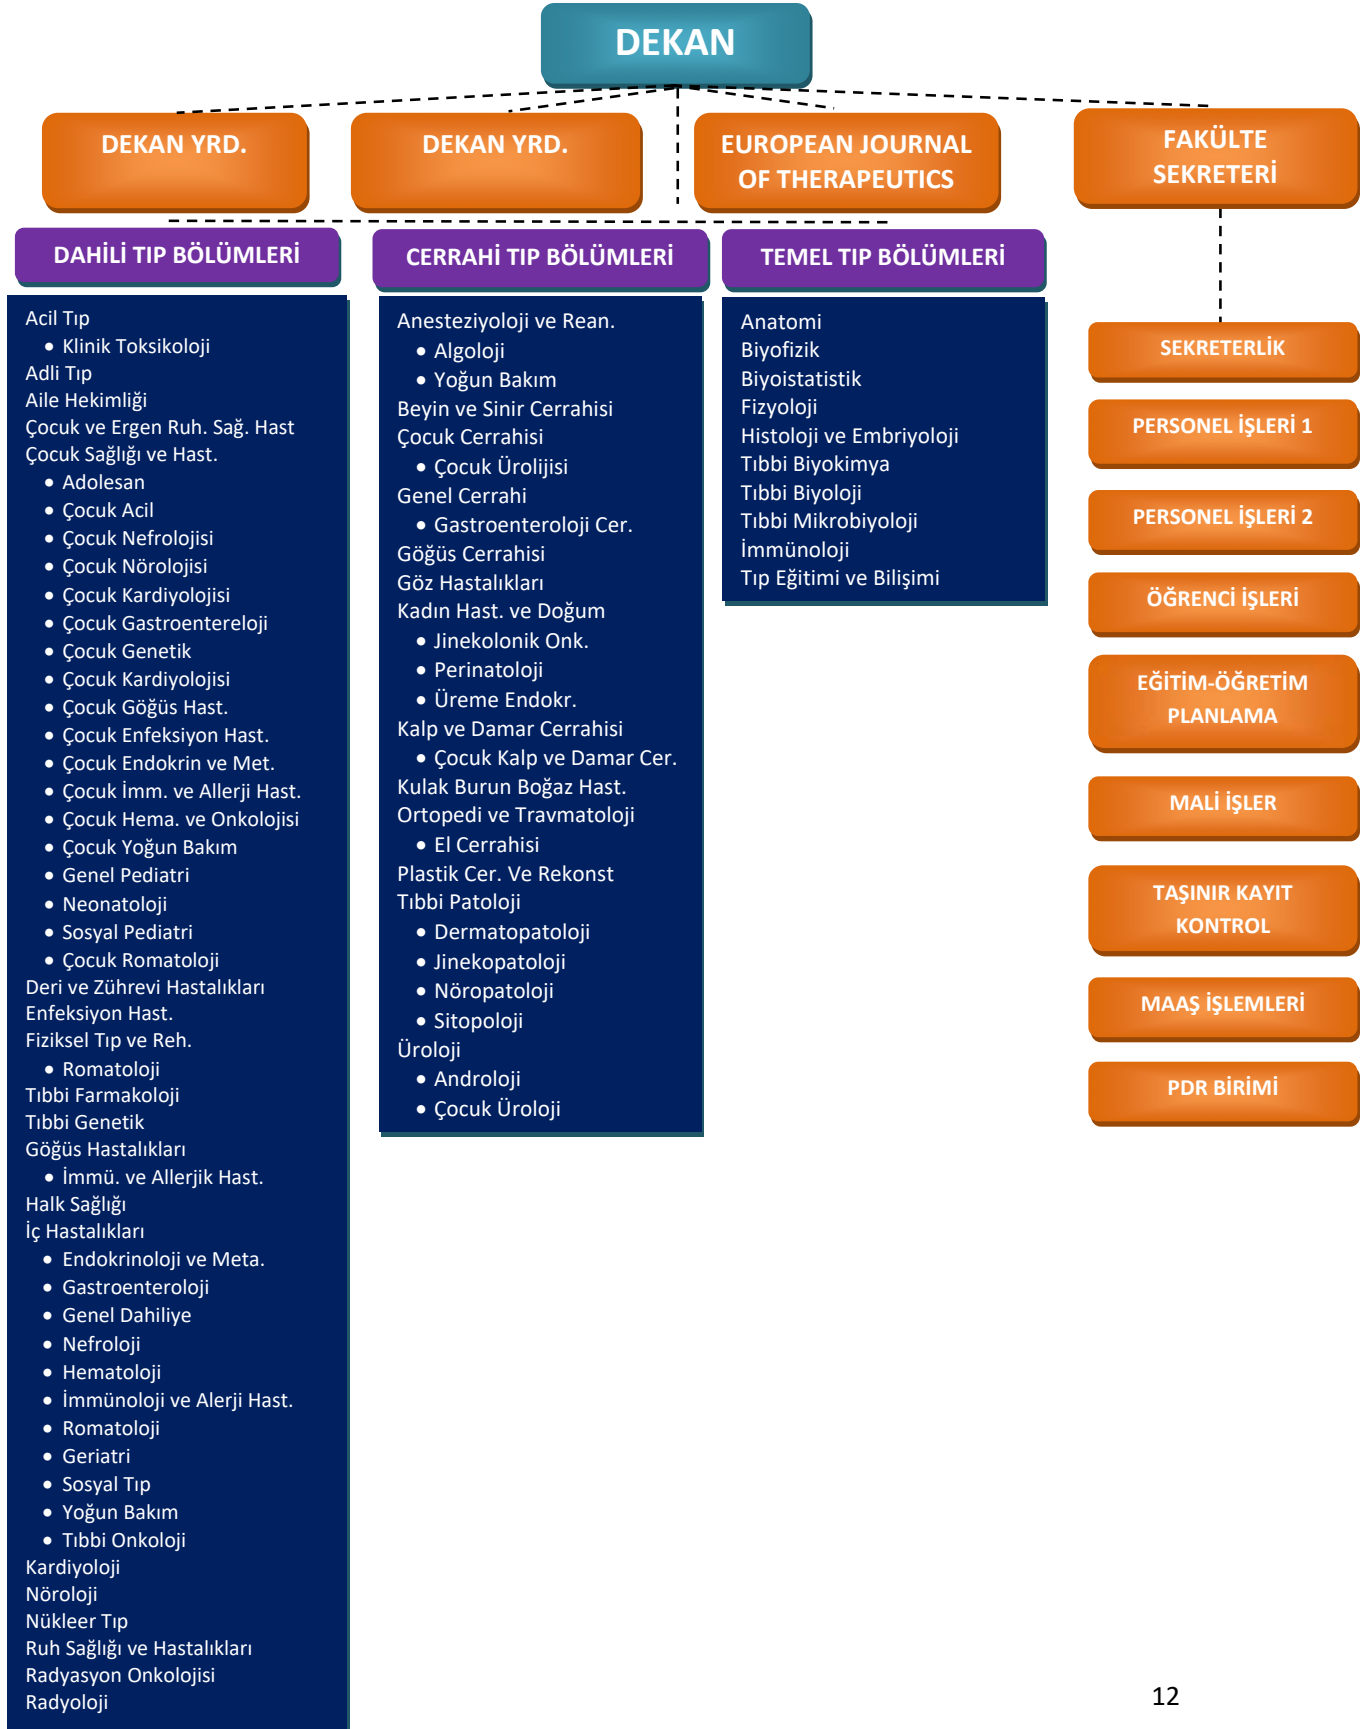 DEKAN
DEKAN YRD.
DEKAN YRD.
EUROPEAN JOURNAL
OF THERAPEUTICS
FAKÜLTE
SEKRETERİ
DAHİLİ TIP BÖLÜMLERİ
Acil Tıp
• Klinik Toksikoloji
Adli Tıp
Aile Hekimliği
Çocuk ve Ergen Ruh. Sağ. Hast
Çocuk Sağlığı ve Hast.
• Adolesan
• Çocuk Acil
• Çocuk Nefrolojisi
• Çocuk Nörolojisi
• Çocuk Kardiyolojisi
• Çocuk Gastroentereloji
• Çocuk Genetik
• Çocuk Kardiyolojisi
• Çocuk Göğüs Hast.
• Çocuk Enfeksiyon Hast.
• Çocuk Endokrin ve Met.
• Çocuk İmm. ve Allerji Hast.
• Çocuk Hema. ve Onkolojisi
• Çocuk Yoğun Bakım
• Genel Pediatri
• Neonatoloji
• Sosyal Pediatri
• Çocuk Romatoloji
Deri ve Zührevi Hastalıkları
Enfeksiyon Hast.
Fiziksel Tıp ve Reh.
• Romatoloji
Tıbbi Farmakoloji
Tıbbi Genetik
Göğüs Hastalıkları
• İmmü. ve Allerjik Hast.
Halk Sağlığı
İç Hastalıkları
• Endokrinoloji ve Meta.
• Gastroenteroloji
• Genel Dahiliye
• Nefroloji
• Hematoloji
• İmmünoloji ve Alerji Hast.
• Romatoloji
• Geriatri
• Sosyal Tıp
• Yoğun Bakım
• Tıbbi Onkoloji
Kardiyoloji
Nöroloji
Nükleer Tıp
Ruh Sağlığı ve Hastalıkları
Radyasyon Onkolojisi
Radyoloji
CERRAHİ TIP BÖLÜMLERİ
Anesteziyoloji ve Rean.
• Algoloji
• Yoğun Bakım
Beyin ve Sinir Cerrahisi
Çocuk Cerrahisi
• Çocuk Ürolijisi
Genel Cerrahi
• Gastroenteroloji Cer.
Göğüs Cerrahisi
Göz Hastalıkları
Kadın Hast. ve Doğum
• Jinekolonik Onk.
• Perinatoloji
• Üreme Endokr.
Kalp ve Damar Cerrahisi
• Çocuk Kalp ve Damar Cer.
Kulak Burun Boğaz Hast.
Ortopedi ve Travmatoloji
• El Cerrahisi
Plastik Cer. Ve Rekonst
Tıbbi Patoloji
• Dermatopatoloji
• Jinekopatoloji
• Nöropatoloji
• Sitopoloji
Üroloji
• Androloji
• Çocuk Üroloji
TEMEL TIP BÖLÜMLERİ
Anatomi
Biyofizik
Biyoistatistik
Fizyoloji
Histoloji ve Embriyoloji
Tıbbi Biyokimya
Tıbbi Biyoloji
Tıbbi Mikrobiyoloji
İmmünoloji
Tıp Eğitimi ve Bilişimi
SEKRETERLİK
PERSONEL İŞLERİ 1
PERSONEL İŞLERİ 2
ÖĞRENCİ İŞLERİ
EĞİTİM-ÖĞRETİM
PLANLAMA
MALİ İŞLER
TAŞINIR KAYIT
KONTROL
MAAŞ İŞLEMLERİ
PDR BİRİMİ
12